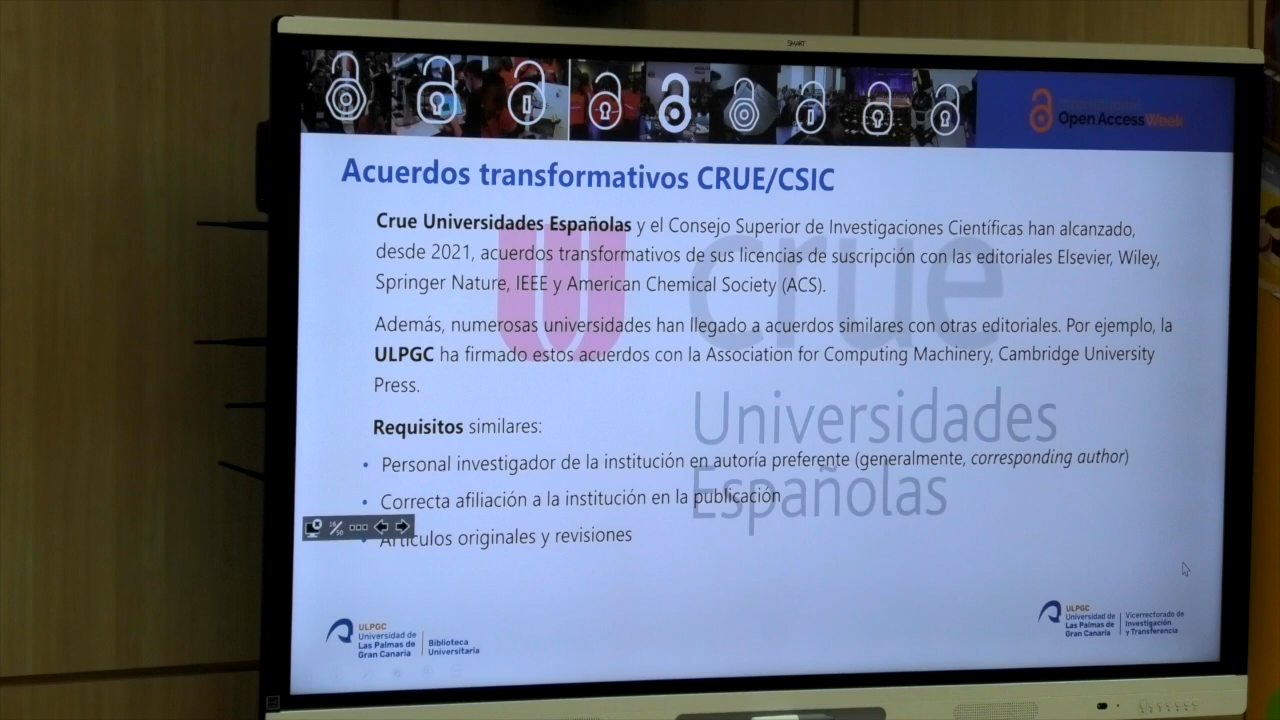 SMART
International
Open Access Week
Acuerdos transformativos CRUE/CSIC
Crue Universidades Españolas y el Consejo Superior de Investigaciones Científicas han alcanzado,
desde 2021, acuerdos transformativos de sus licencias de suscripción con las editoriales Elsevier, Wiley,
Springer Nature, IEEE y American Chemical Society (ACS).
Además, numerosas universidades han llegado a acuerdos similares con otras editoriales. Por ejemplo, la
ULPGC ha firmado estos acuerdos con la Association for Computing Machinery, Cambridge University
Press.
Requisitos similares:
• Personal investigador de la institución en autoría preferente (generalmente, corresponding author)
• Correcta afiliación a la institución en la publicación
• Artículos originales y revisiones
crue
Universidades
Españolas
18/50
ULPGC
Universidad de
Las Palmas de
Gran Canaria
Biblioteca
Universitaria
ULPGC
Universidad de
Las Palmas de
Gran Canaria
Vicerrectorado de
Investigación
y Transferencia